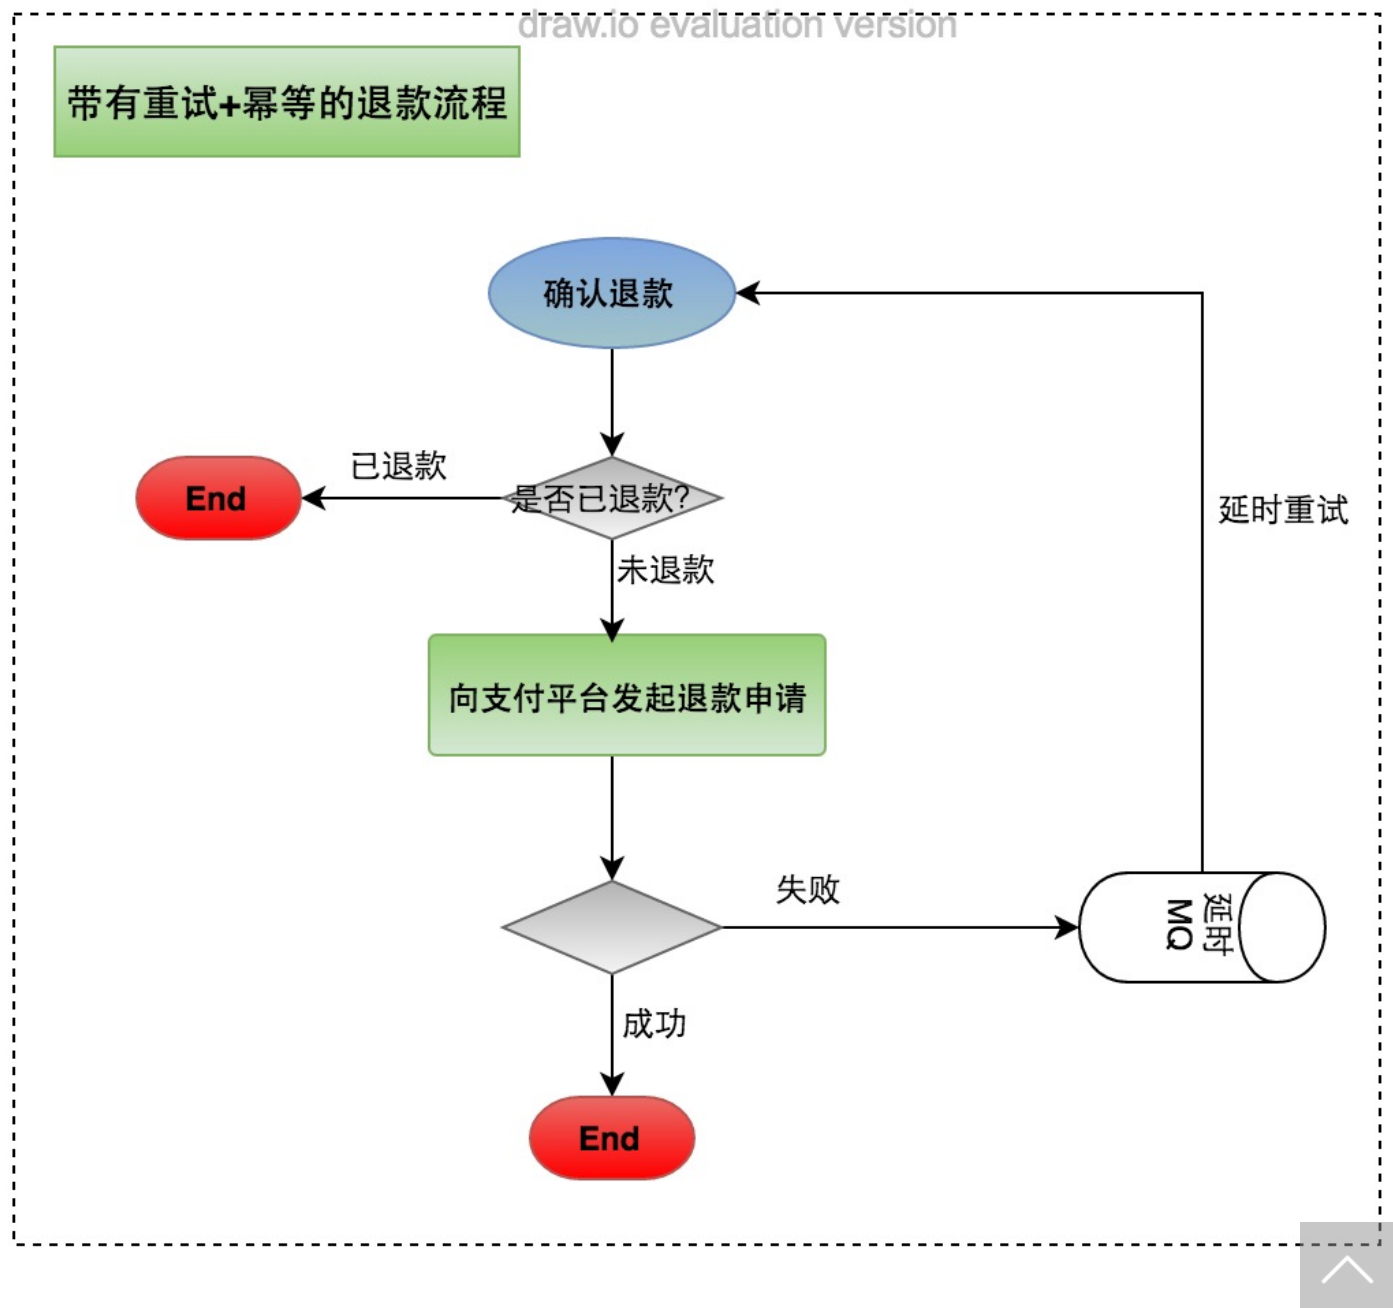 draw.io evaluation version
带有重试+幂等的退款流程
确认退款
已退款
End
是否已退款?
未退款
延时重试
向支付平台发起退款申请
失败
延时
MQ
成功
End